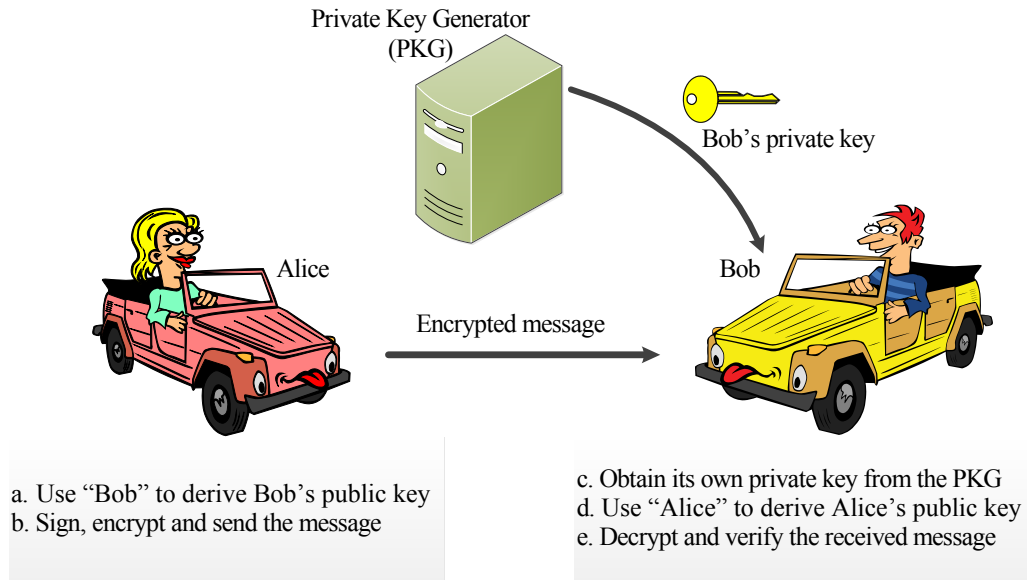 Private Key Generator
(PKG)
Bob’s private key
Alice
Bob
Encrypted message
a. Use “Bob” to derive Bob’s public key
b. Sign, encrypt and send the message
c. Obtain its own private key from the PKG
d. Use “Alice” to derive Alice’s public key
e. Decrypt and verify the received message